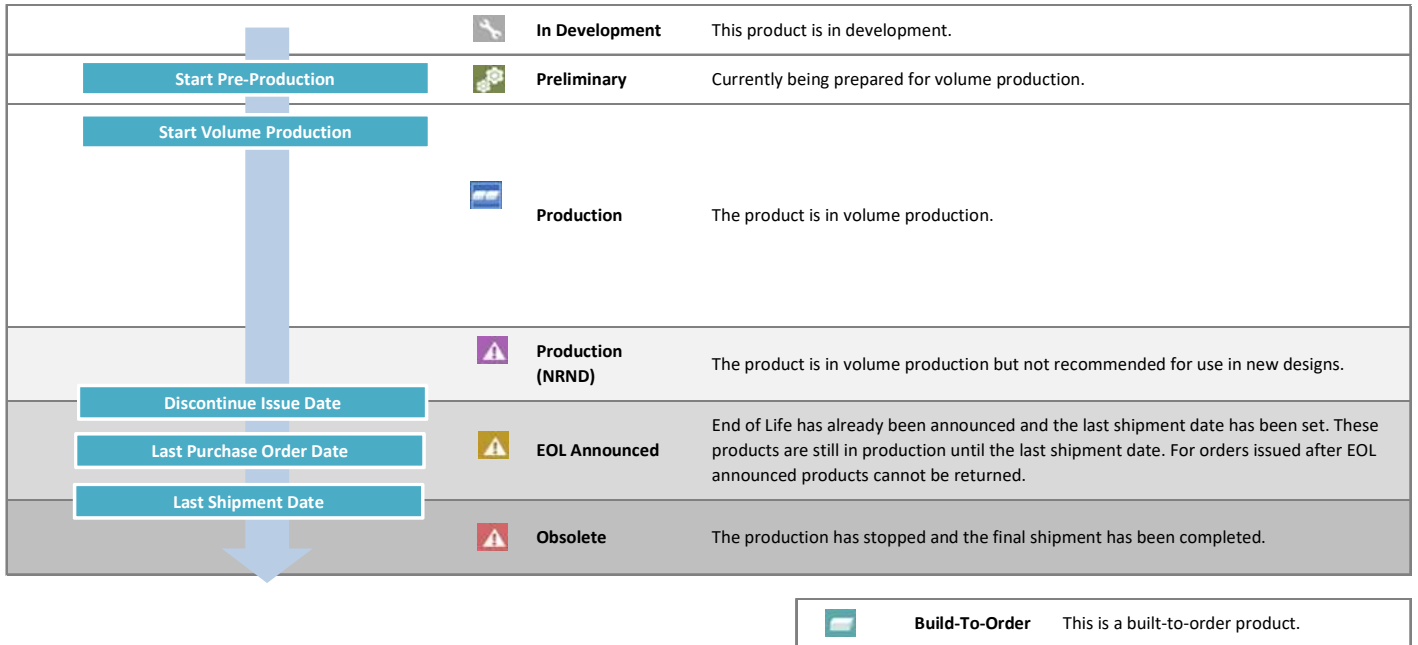 In Development This product is in development.
Start Pre-Production Preliminary Currently being prepared for volume production.
Start Volume Production
Production The product is in volume production.
Production
(NRND)
The product is in volume production but not recommended for use in new designs.
Discontinue Issue Date
Last Purchase Order Date
EOL Announced
End of Life has already been announced and the last shipment date has been set. These
products are still in production until the last shipment date. For orders issued after EOL
announced products cannot be returned.
Last Shipment Date
Obsolete The production has stopped and the final shipment has been completed.
Build-To-Order This is a built-to-order product.